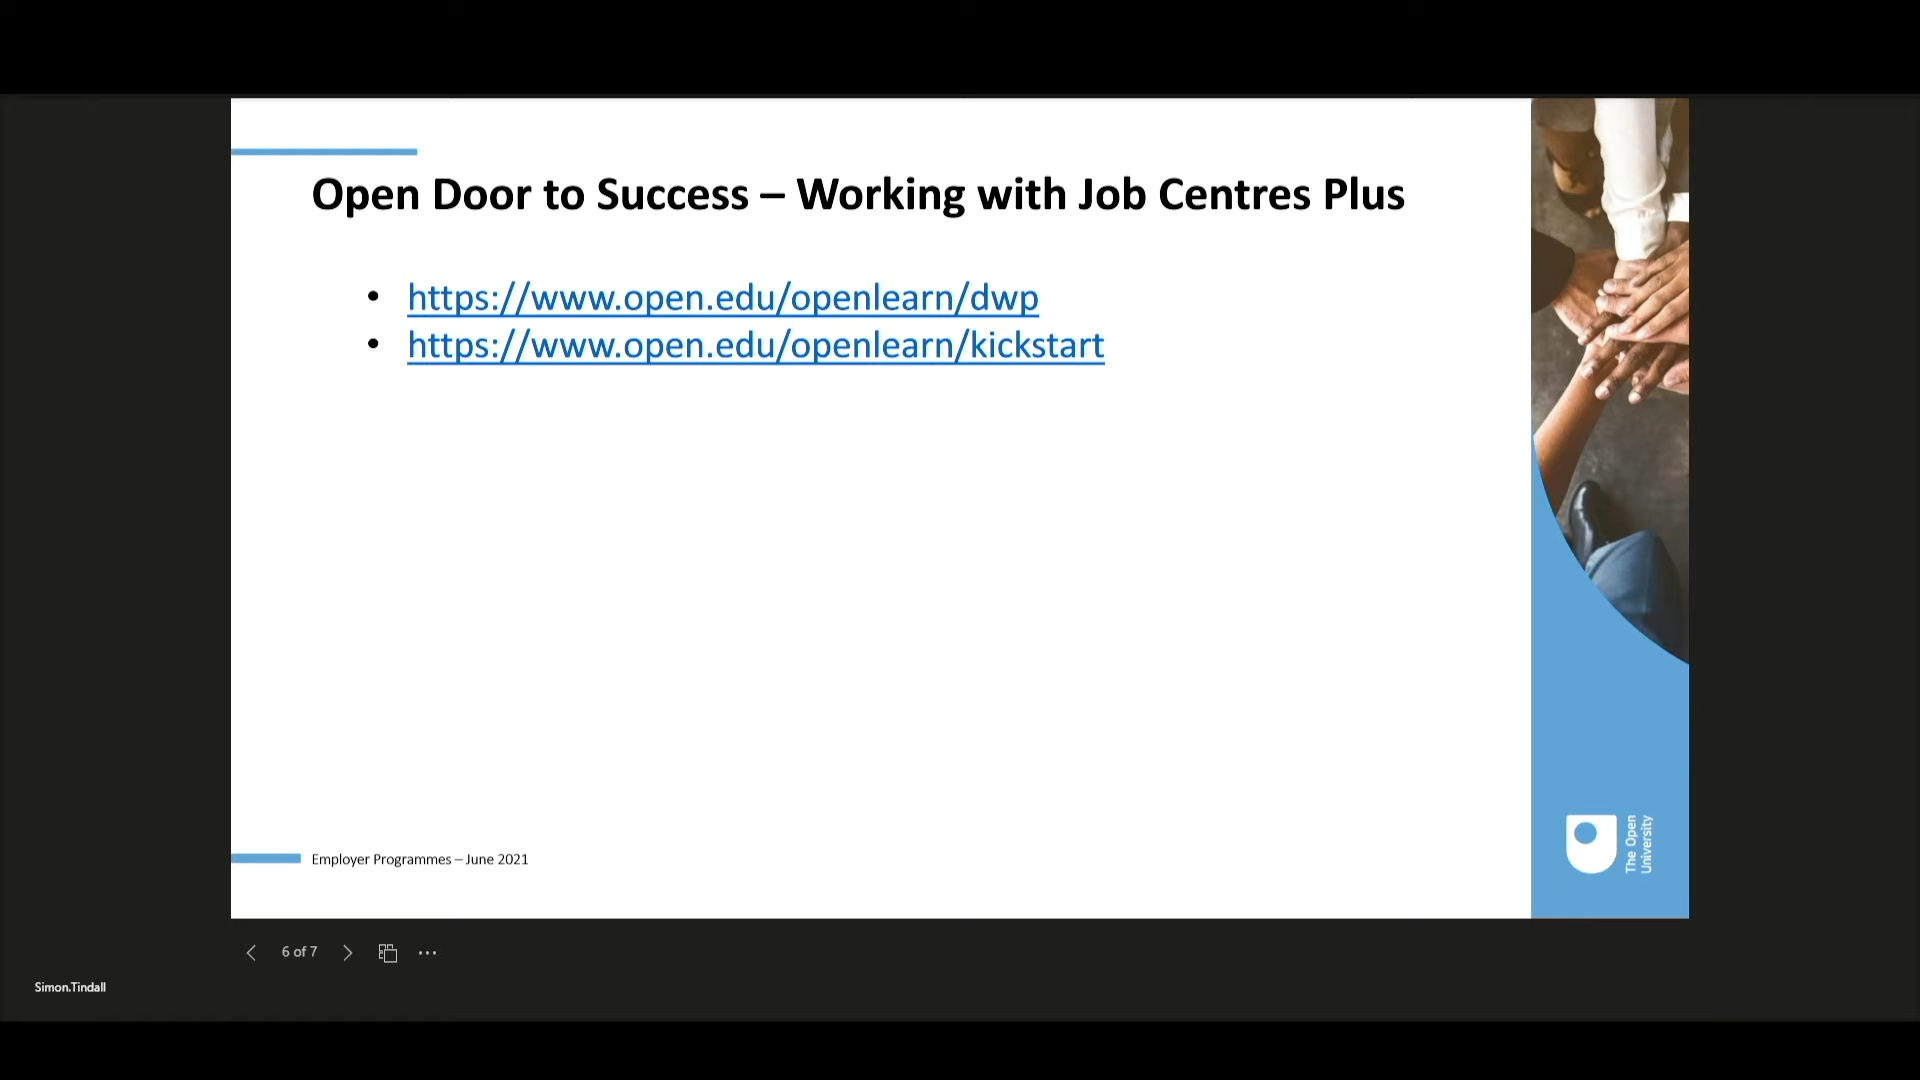 Open Door to Success – Working with Job Centres Plus
• https://www.open.edu/openlearn/dwp
• https://www.open.edu/openlearn/kickstart
Employer Programmes – June 2021
The Open
University
6 of 7
Simon.Tindall